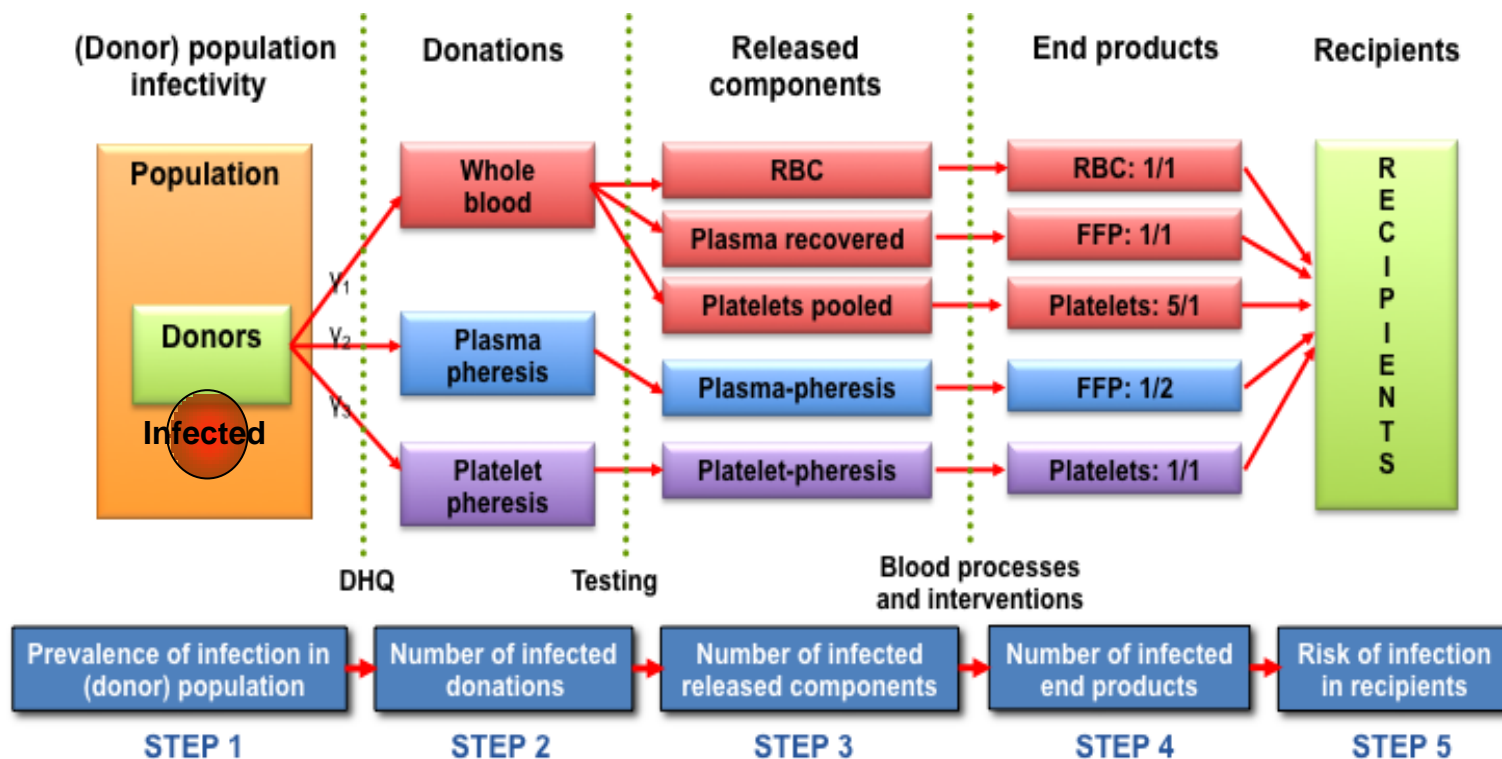 (Donor) population
infectivity
Donations
Released
components
End products
Recipients
Population
Donors
Infected
γ1
γ2
γ3
Whole
blood
Plasma
pheresis
Platelet
pheresis
RBC
Plasma recovered
Platelets pooled
Plasma-pheresis
Platelet-pheresis
RBC: 1/1
FFP: 1/1
Platelets: 5/1
FFP: 1/2
Platelets: 1/1
R
E
C
I
P
I
E
N
T
S
DHQ
Testing
Blood processes
and interventions
Prevalence of infection in
(donor) population
Number of infected
donations
Number of infected
released components
Number of infected
end products
Risk of infection
in recipients
STEP 1
STEP 2
STEP 3
STEP 4
STEP 5